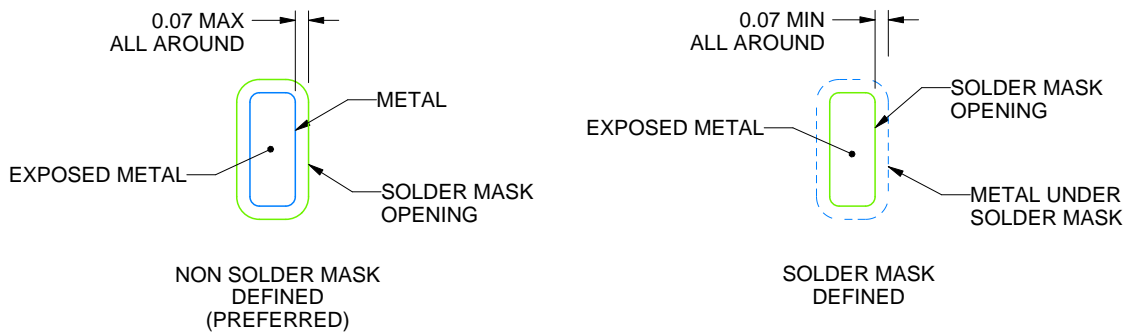 0.07 MAX
ALL AROUND
METAL
EXPOSED METAL
SOLDER MASK
OPENING
NON SOLDER MASK
DEFINED
(PREFERRED)
0.07 MIN
ALL AROUND
SOLDER MASK
OPENING
EXPOSED METAL
METAL UNDER
SOLDER MASK
SOLDER MASK
DEFINED